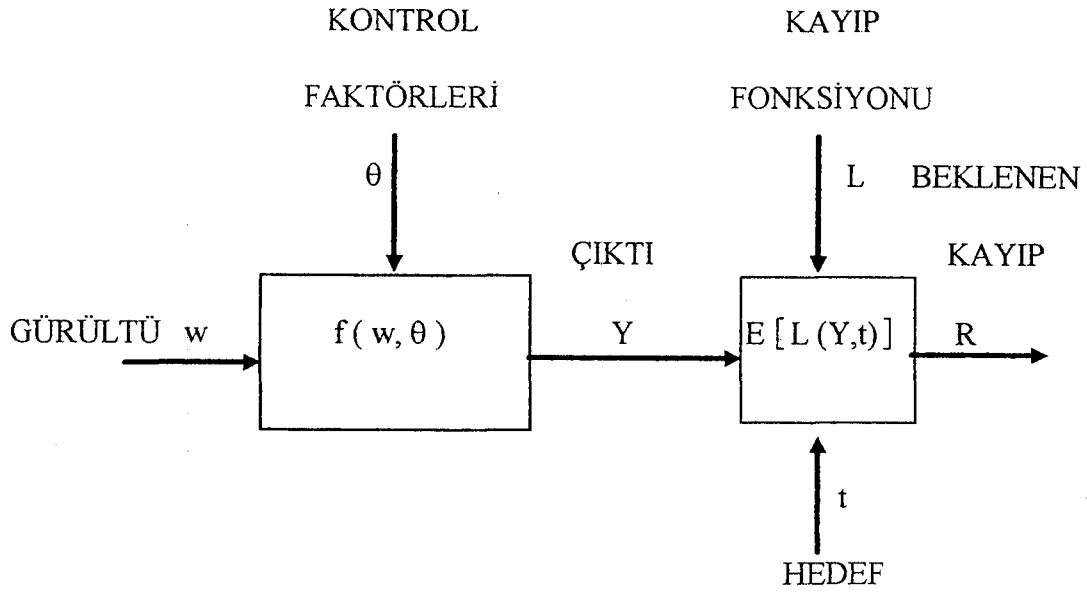 KONTROL
FAKTÖRLERİ
θ
KAYIP
FONKSİYONU
L
BEKLENEN
KAYIP
ÇIKTI
GÜRÜLTÜ w
f ( w, θ )
Y
E [ L (Y,t) ]
R
t
HEDEF